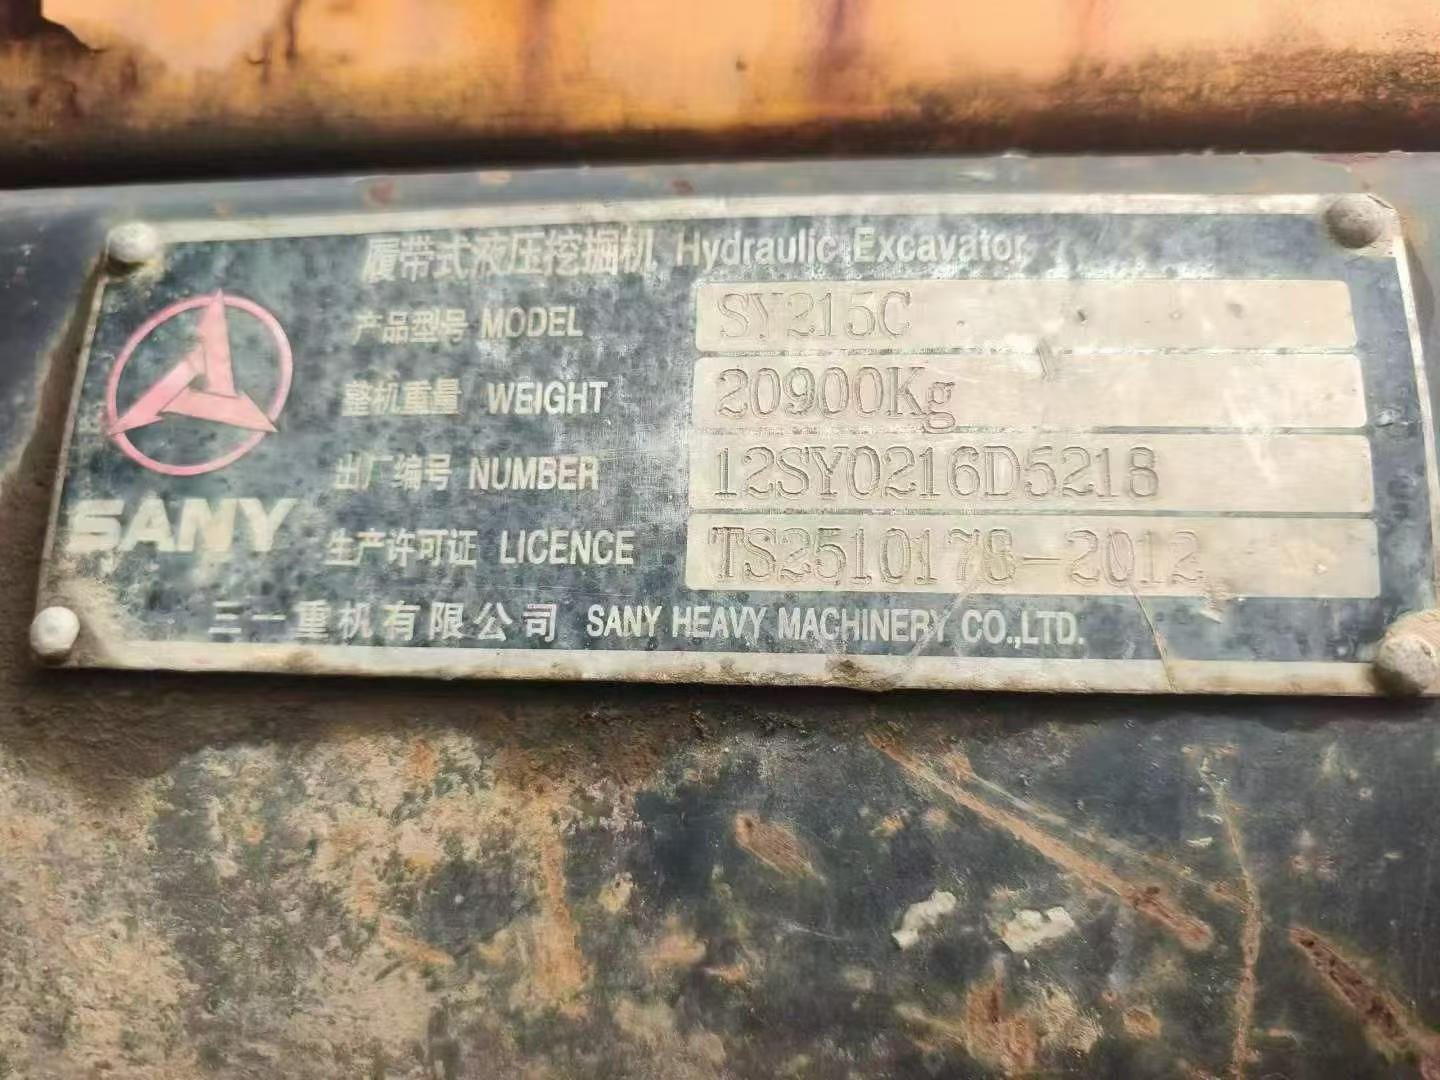 履带式液压挖掘机 Hydraulic Excavator
产品型号 MODEL SY215C
整机重量 WEIGHT 20900Kg
出厂编号 NUMBER 12SY0216D5218
生产许可证 LICENCE TS2510178-2012
SANY
三一重机有限公司 SANY HEAVY MACHINERY CO.,LTD.